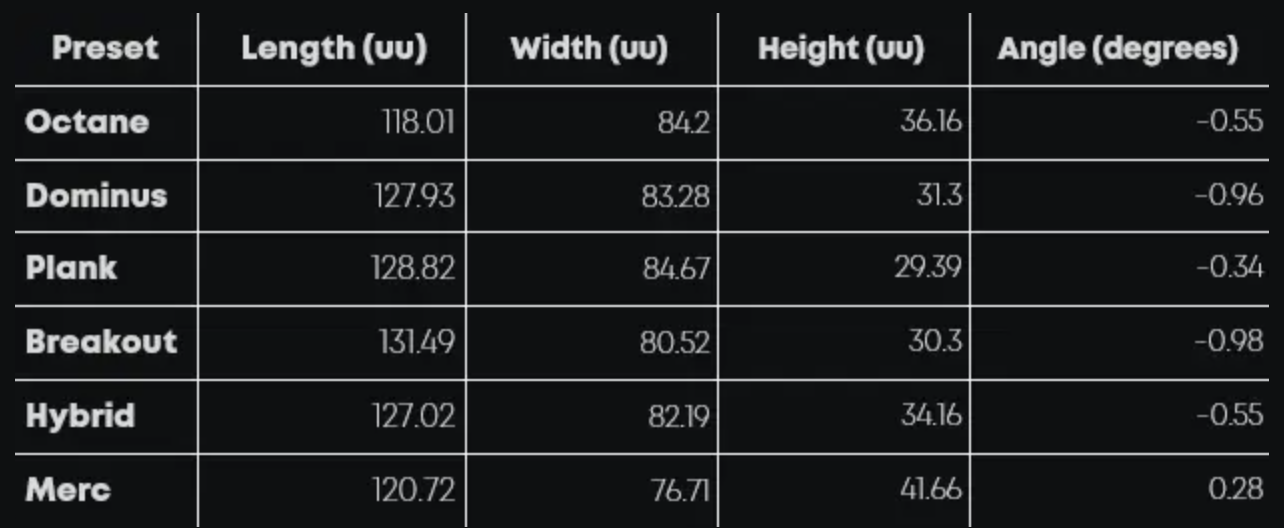 Preset Length (uu) Width (uu) Height (uu) Angle (degrees)
Octane 118.01 84.2 36.16 -0.55
Dominus 127.93 83.28 31.3 -0.96
Plank 128.82 84.67 29.39 -0.34
Breakout 131.49 80.52 30.3 -0.98
Hybrid 127.02 82.19 34.16 -0.55
Merc 120.72 76.71 41.66 0.28